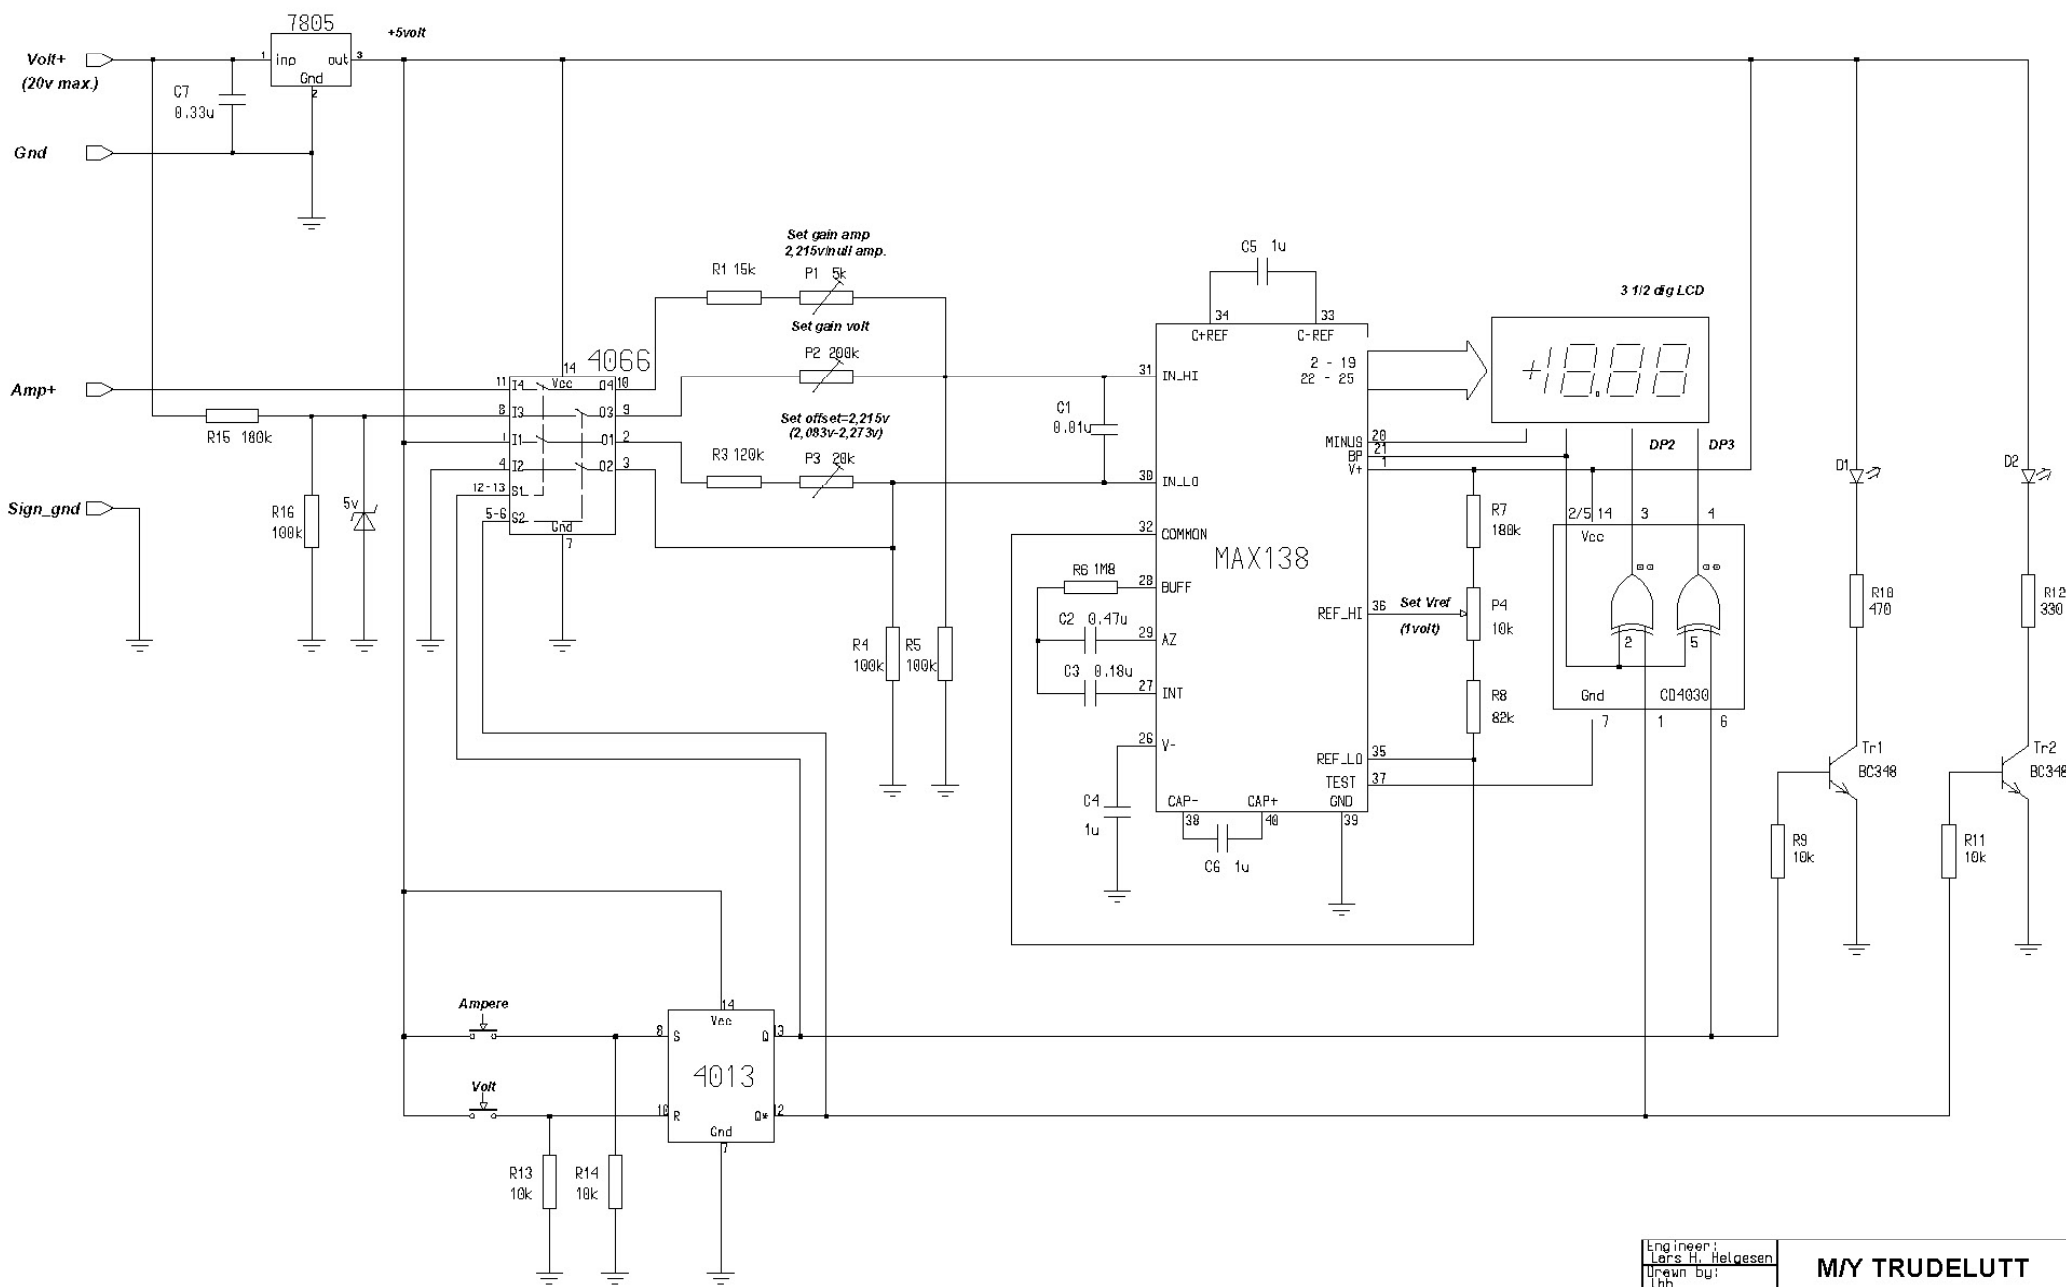 7805
+5volt
Volt+
(20v max.)
1
inp
out
3
Gnd
2
C7
0.33u
Gnd
Set gain amp
2,215v/null amp.
R1 15k
P1 5k
Set gain volt
P2 200k
Set offset=2,215v
(2,083v-2,273v)
R3 120k
P3 20k
4066
14
Vcc
11
I4
O4
10
8
I3
O3
9
1
I1
O1
2
4
I2
O2
3
12-13
S1
5-6
S2
Gnd
7
Amp+
R15 180k
R16
100k
5v
Sign_gnd
R4
100k
R5
100k
C1
0.01u
C5 1u
34
33
C+REF
C-REF
2 - 19
22 - 25
31
IN_HI
30
IN_LO
32
COMMON
MAX138
R6 1M8
28
BUFF
C2 0.47u
29
AZ
C3 0.18u
27
INT
26
V-
C4
1u
CAP-
38
CAP+
40
C6 1u
GND
39
MINUS
20
BP
21
V+
1
REF_HI
36
Set Vref
(1volt)
REF_LO
35
TEST
37
3 1/2 dig LCD
+18.88
DP2
DP3
R7
180k
P4
10k
R8
82k
2/5
14
3
4
Vcc
2
5
Gnd
CD4030
7
1
6
D1
D2
R10
470
R12
330
Tr1
BC348
Tr2
BC348
R9
10k
R11
10k
Ampere
Volt
14
Vcc
8
S
Q
13
4013
10
R
Q*
12
Gnd
7
R13
10k
R14
10k
Engineer:
Lars H. Helgesen
Drawn by:
lhh
M/Y TRUDELUTT